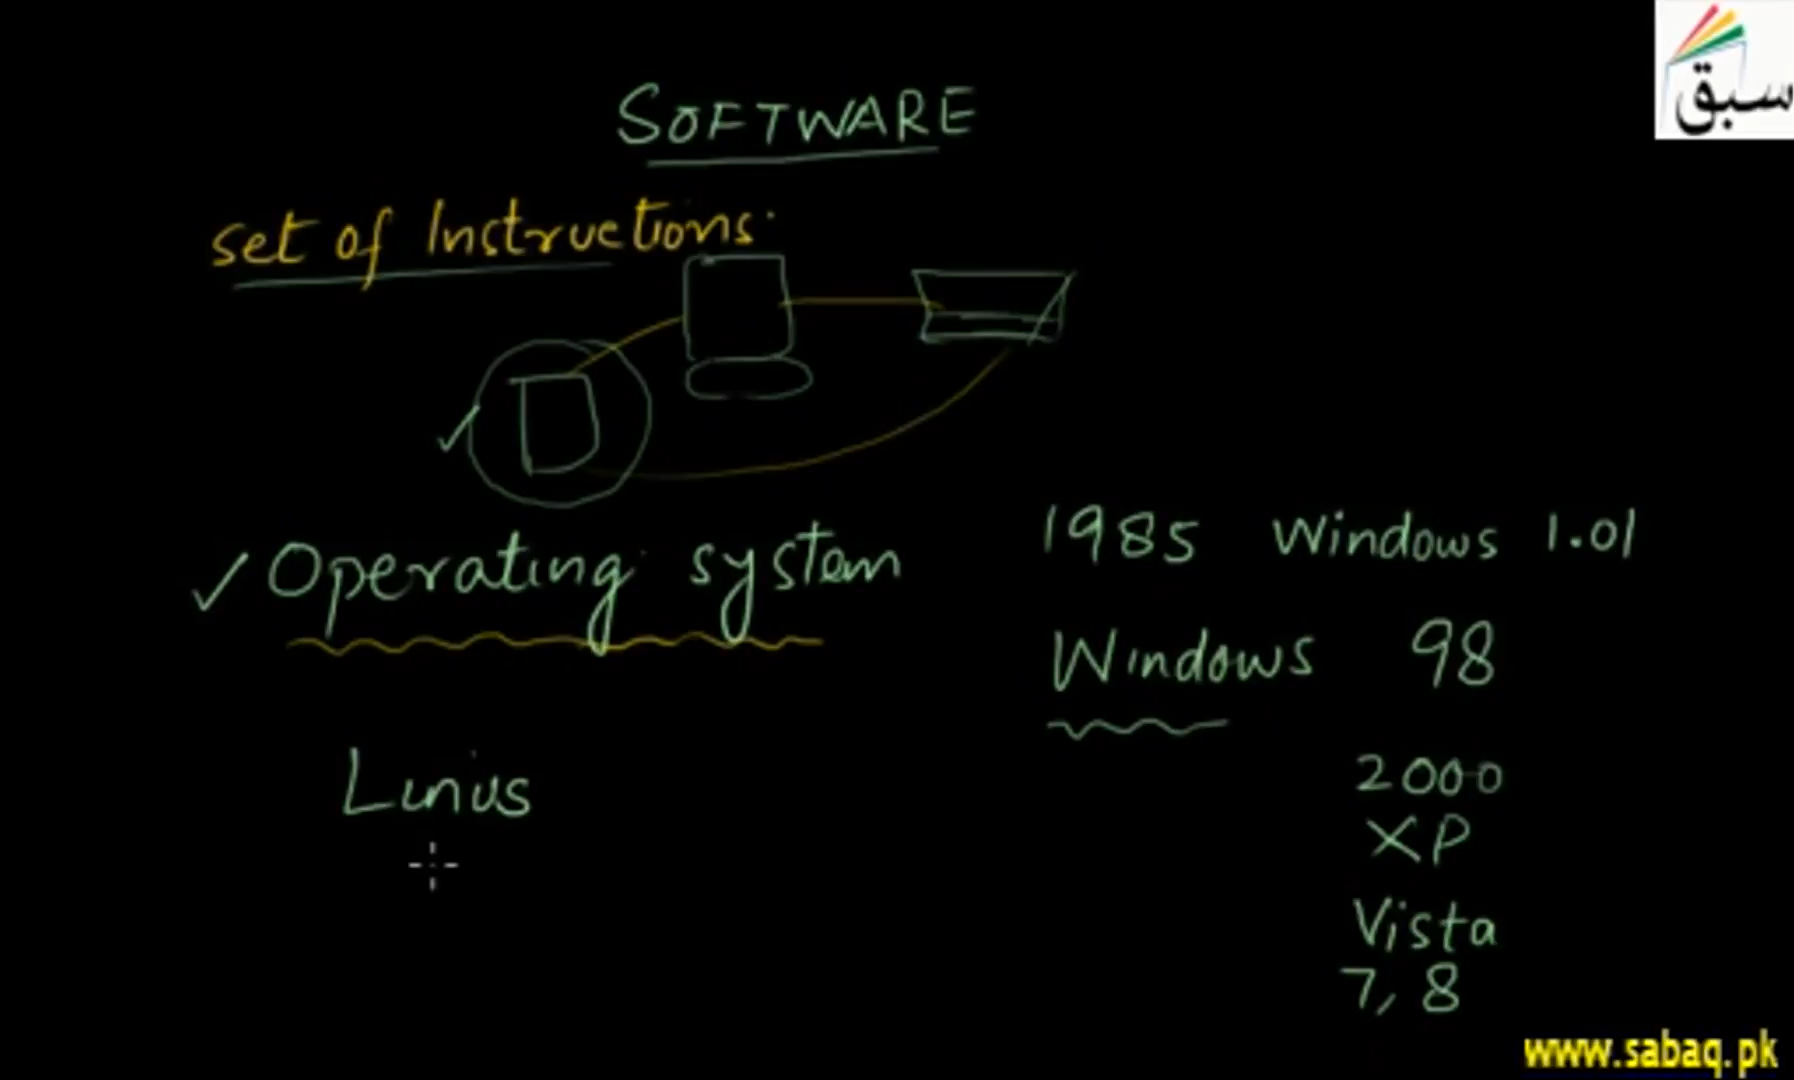 سبق
SOFTWARE
set of Instructions
✓ Operating system
Linus
1985 Windows 1.01
Windows 98
2000
XP
Vista
7, 8
www.sabaq.pk